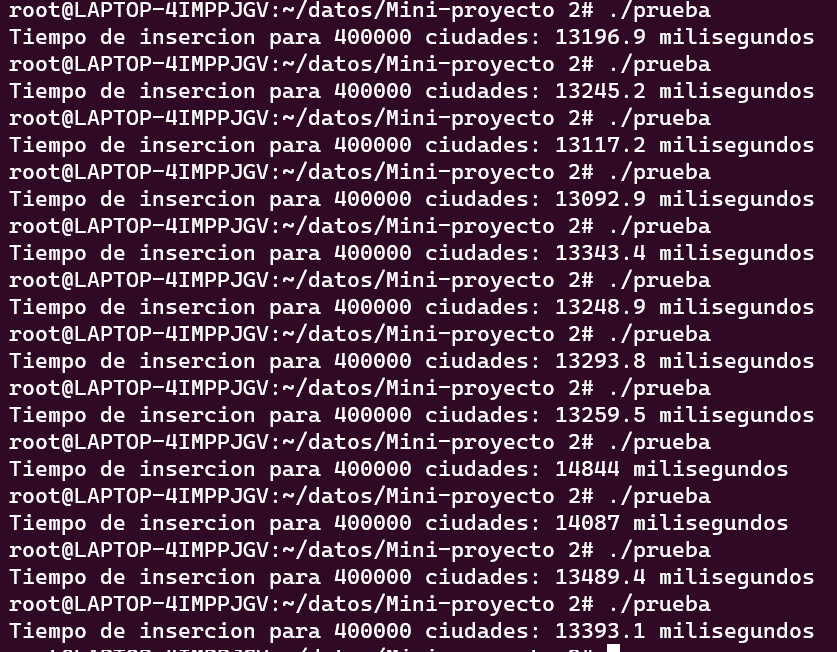 root@LAPTOP-4IMPPJGV:~/datos/Mini-proyecto 2# ./prueba
Tiempo de insercion para 400000 ciudades: 13196.9 milisegundos
root@LAPTOP-4IMPPJGV:~/datos/Mini-proyecto 2# ./prueba
Tiempo de insercion para 400000 ciudades: 13245.2 milisegundos
root@LAPTOP-4IMPPJGV:~/datos/Mini-proyecto 2# ./prueba
Tiempo de insercion para 400000 ciudades: 13117.2 milisegundos
root@LAPTOP-4IMPPJGV:~/datos/Mini-proyecto 2# ./prueba
Tiempo de insercion para 400000 ciudades: 13092.9 milisegundos
root@LAPTOP-4IMPPJGV:~/datos/Mini-proyecto 2# ./prueba
Tiempo de insercion para 400000 ciudades: 13343.4 milisegundos
root@LAPTOP-4IMPPJGV:~/datos/Mini-proyecto 2# ./prueba
Tiempo de insercion para 400000 ciudades: 13248.9 milisegundos
root@LAPTOP-4IMPPJGV:~/datos/Mini-proyecto 2# ./prueba
Tiempo de insercion para 400000 ciudades: 13293.8 milisegundos
root@LAPTOP-4IMPPJGV:~/datos/Mini-proyecto 2# ./prueba
Tiempo de insercion para 400000 ciudades: 13259.5 milisegundos
root@LAPTOP-4IMPPJGV:~/datos/Mini-proyecto 2# ./prueba
Tiempo de insercion para 400000 ciudades: 14844 milisegundos
root@LAPTOP-4IMPPJGV:~/datos/Mini-proyecto 2# ./prueba
Tiempo de insercion para 400000 ciudades: 14087 milisegundos
root@LAPTOP-4IMPPJGV:~/datos/Mini-proyecto 2# ./prueba
Tiempo de insercion para 400000 ciudades: 13489.4 milisegundos
root@LAPTOP-4IMPPJGV:~/datos/Mini-proyecto 2# ./prueba
Tiempo de insercion para 400000 ciudades: 13393.1 milisegundos